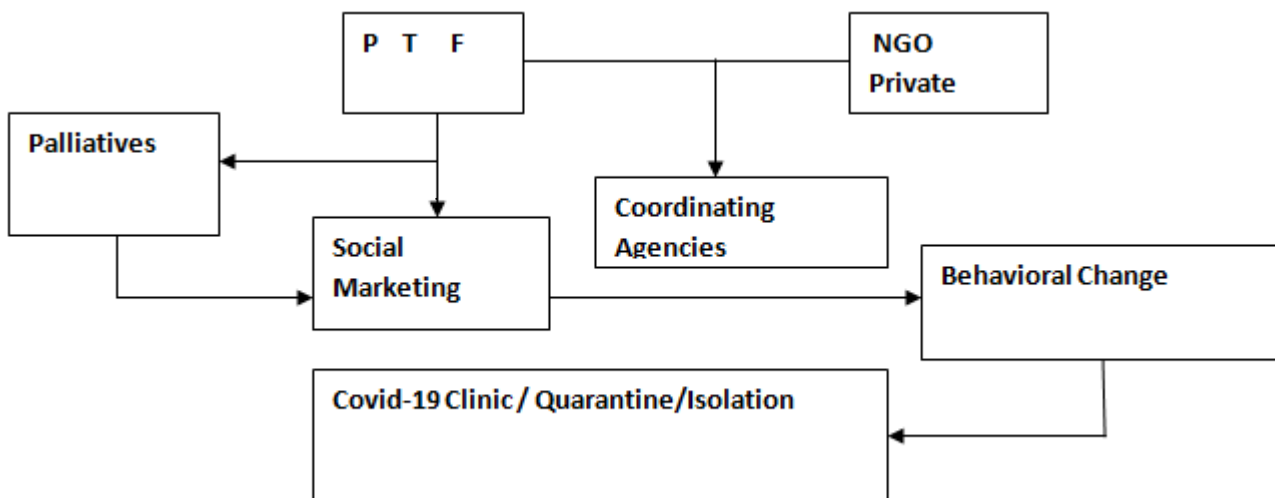 P T F
NGO
Private
Palliatives
Coordinating
Agencies
Social
Marketing
Behavioral Change
Covid-19 Clinic / Quarantine/Isolation